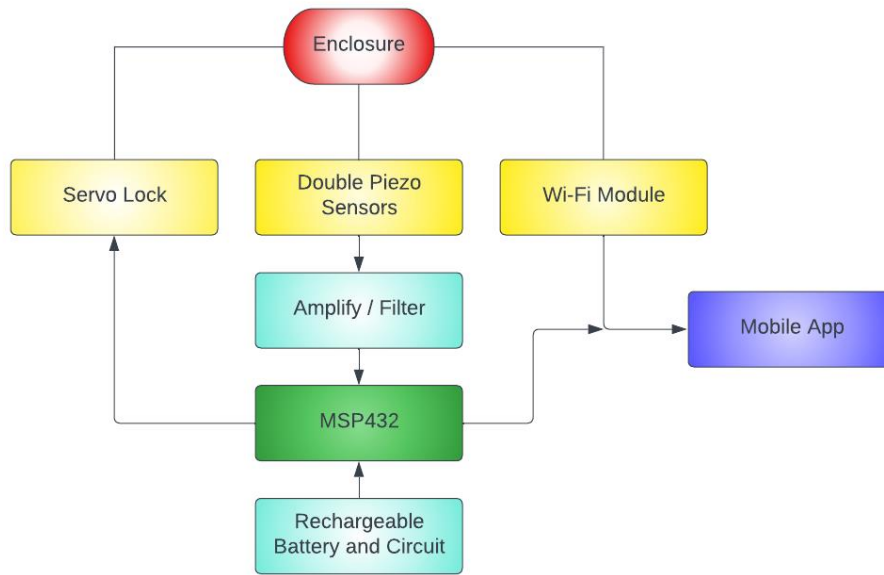 Enclosure
Servo Lock
Double Piezo
Sensors
Wi-Fi Module
Amplify / Filter
Mobile App
MSP432
Rechargeable
Battery and Circuit